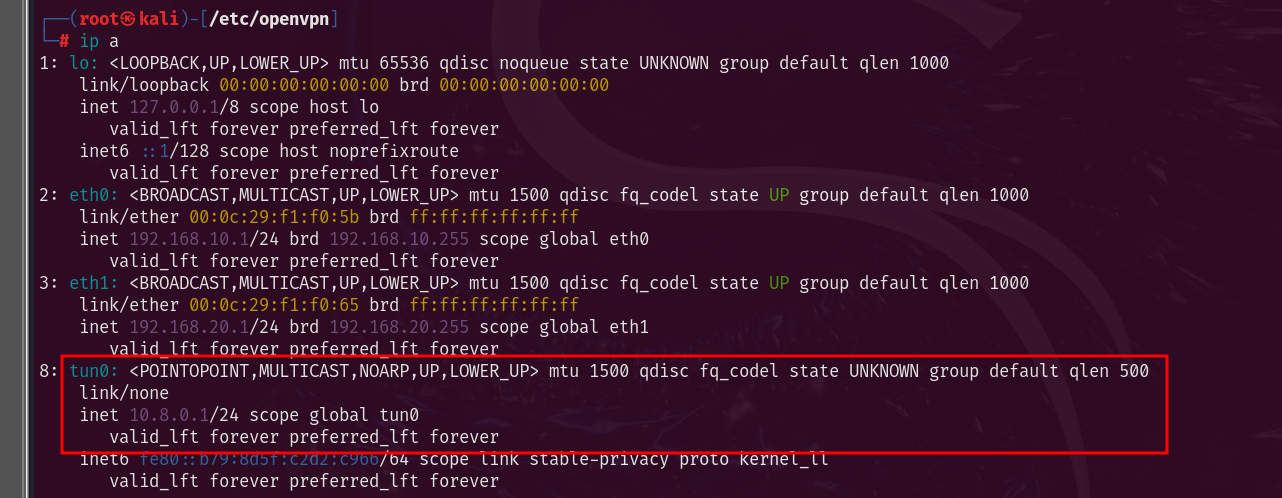 ┌──(root㉿kali)-[/etc/openvpn]
└─# ip a
1: lo: <LOOPBACK,UP,LOWER_UP> mtu 65536 qdisc noqueue state UNKNOWN group default qlen 1000
    link/loopback 00:00:00:00:00:00 brd 00:00:00:00:00:00
    inet 127.0.0.1/8 scope host lo
       valid_lft forever preferred_lft forever
    inet6 ::1/128 scope host noprefixroute
       valid_lft forever preferred_lft forever
2: eth0: <BROADCAST,MULTICAST,UP,LOWER_UP> mtu 1500 qdisc fq_codel state UP group default qlen 1000
    link/ether 00:0c:29:f1:f0:5b brd ff:ff:ff:ff:ff:ff
    inet 192.168.10.1/24 brd 192.168.10.255 scope global eth0
       valid_lft forever preferred_lft forever
3: eth1: <BROADCAST,MULTICAST,UP,LOWER_UP> mtu 1500 qdisc fq_codel state UP group default qlen 1000
    link/ether 00:0c:29:f1:f0:65 brd ff:ff:ff:ff:ff:ff
    inet 192.168.20.1/24 brd 192.168.20.255 scope global eth1
       valid_lft forever preferred_lft forever
8: tun0: <POINTOPOINT,MULTICAST,NOARP,UP,LOWER_UP> mtu 1500 qdisc fq_codel state UNKNOWN group default qlen 500
    link/none
    inet 10.8.0.1/24 scope global tun0
       valid_lft forever preferred_lft forever
    inet6 fe80::b79:8d5f:c2d2:c966/64 scope link stable-privacy proto kernel_ll
       valid_lft forever preferred_lft forever